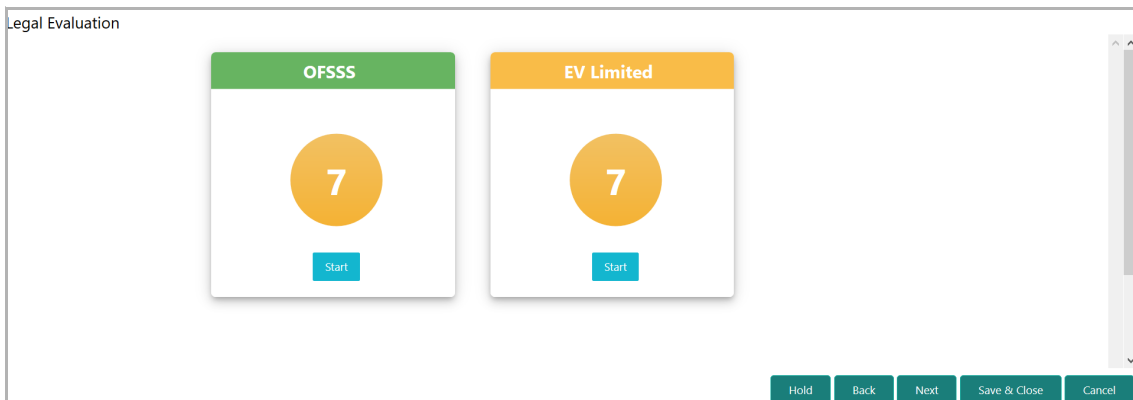 Legal Evaluation
OFSSS
EV Limited
7
7
Start
Start
Hold
Back
Next
Save & Close
Cancel